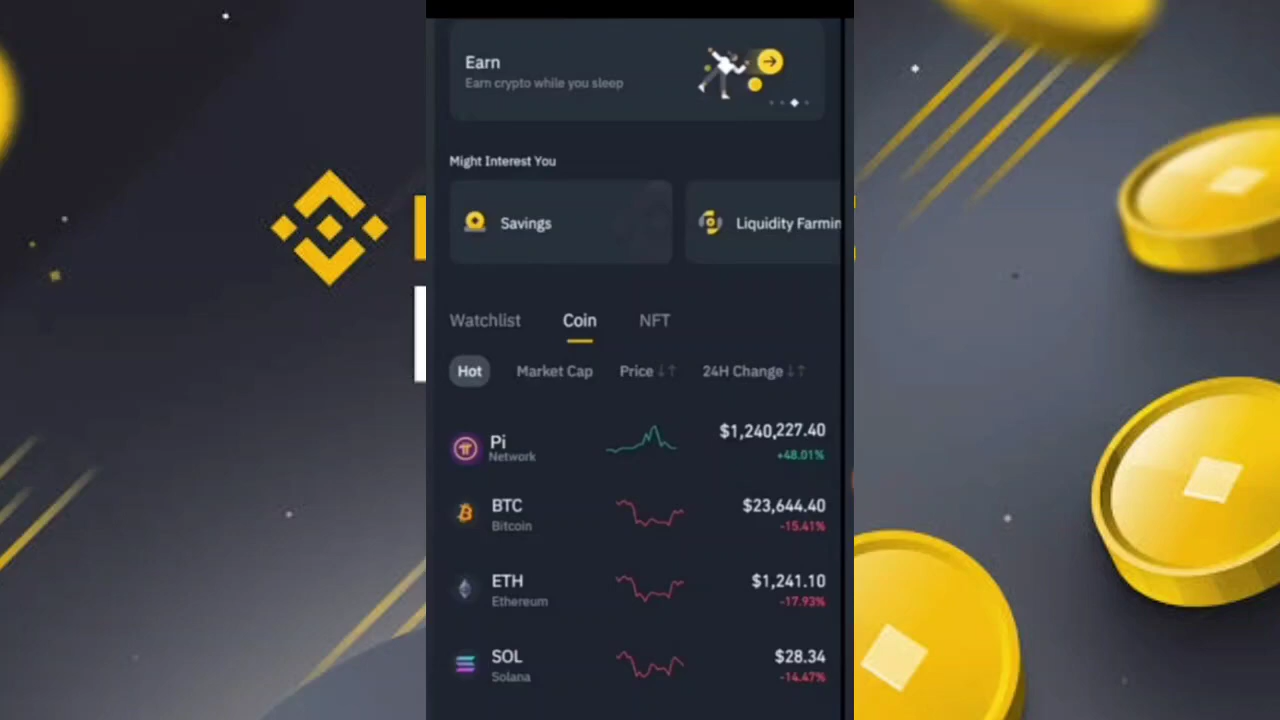 Earn
Earn crypto while you sleep
Might Interest You
Savings
Liquidity Farmin
Watchlist Coin NFT
Hot Market Cap Price ↓↑ 24H Change ↓↑
Pi $1,240,227.40
Network +48.01%
BTC $23,644.40
Bitcoin -15.41%
ETH $1,241.10
Ethereum -17.93%
SOL $28.34
Solana -14.47%